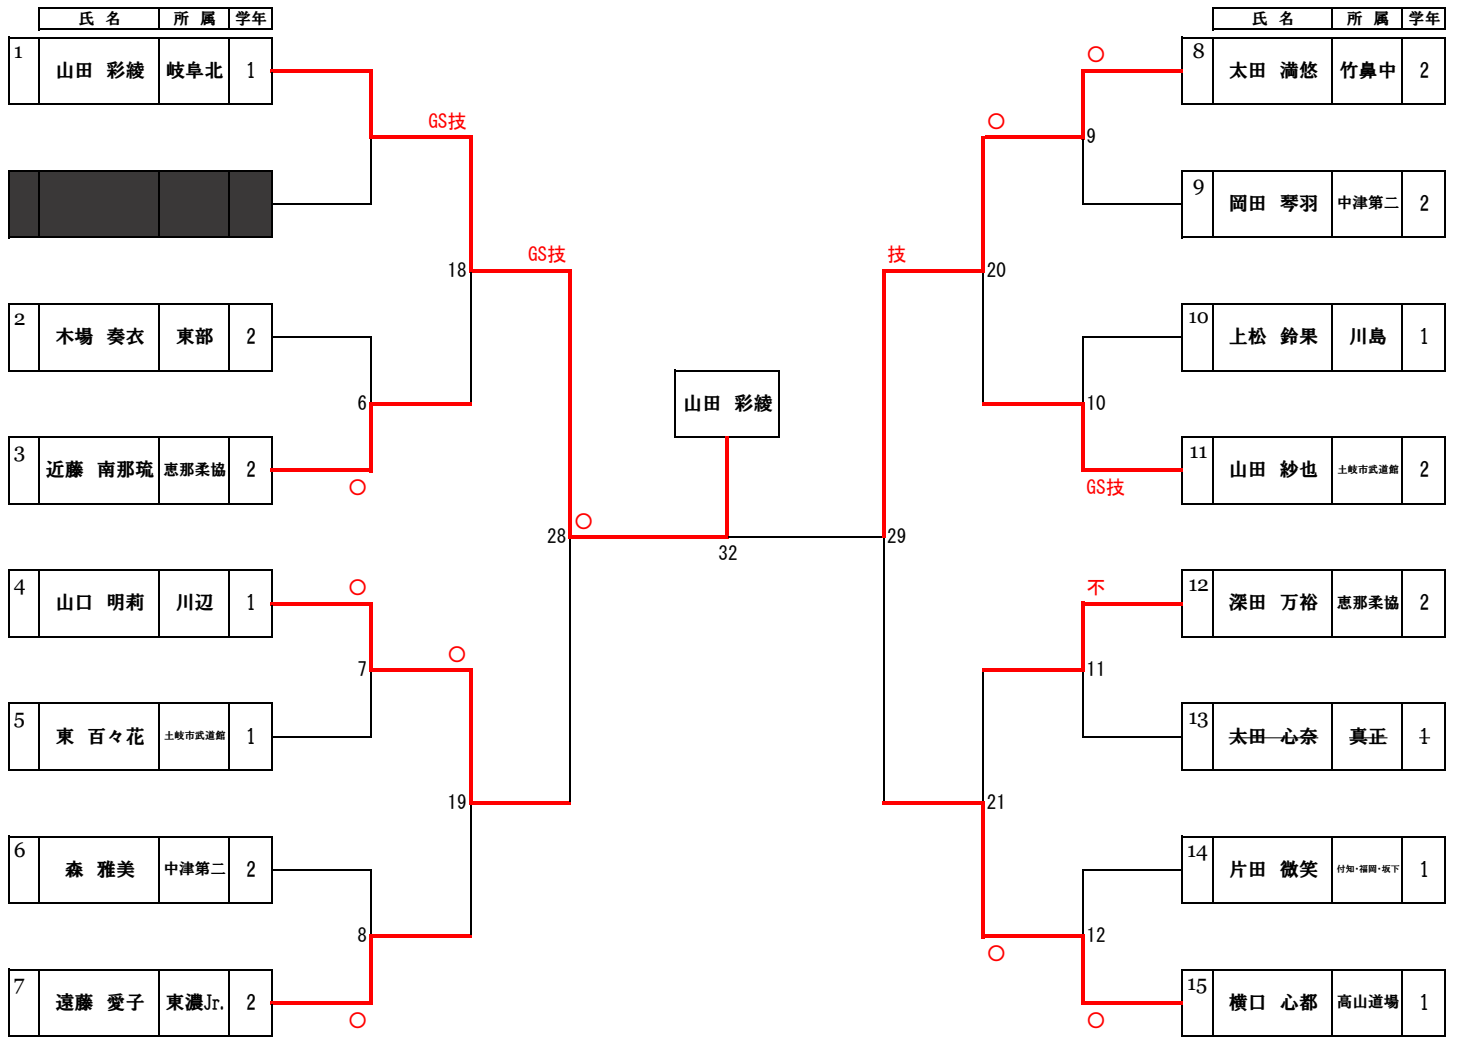 氏 名 所 属 学年
1 山田 彩綾 岐阜北 1
2 木場 奏衣 東部 2
3 近藤 南那琉 恵那柔協 2
4 山口 明莉 川辺 1
5 東 百々花 土岐市武道館 1
6 森 雅美 中津第二 2
7 遠藤 愛子 東濃Jr. 2
GS技
18
6
○
GS技
○
7
○
19
8
○
28
○
山田 彩綾
32
29
技
○
20
○
9
10
GS技
不
11
21
○
12
○
氏 名 所 属 学年
8 太田 満悠 竹鼻中 2
9 岡田 琴羽 中津第二 2
10 上松 鈴果 川島 1
11 山田 紗也 土岐市武道館 2
12 深田 万裕 恵那柔協 2
13 太田 心奈 真正 1
14 片田 微笑 付知・福岡・坂下 1
15 横口 心都 高山道場 1